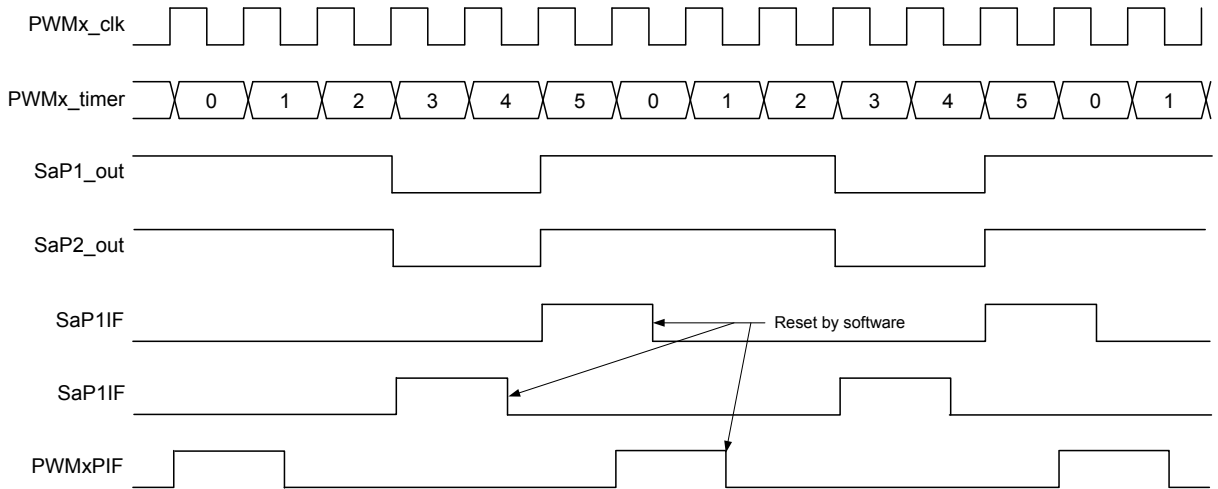 PWMx_clk
PWMx_timer 0 1 2 3 4 5 0 1 2 3 4 5 0 1
SaP1_out
SaP2_out
SaP1IF Reset by software
SaP1IF
PWMxPIF